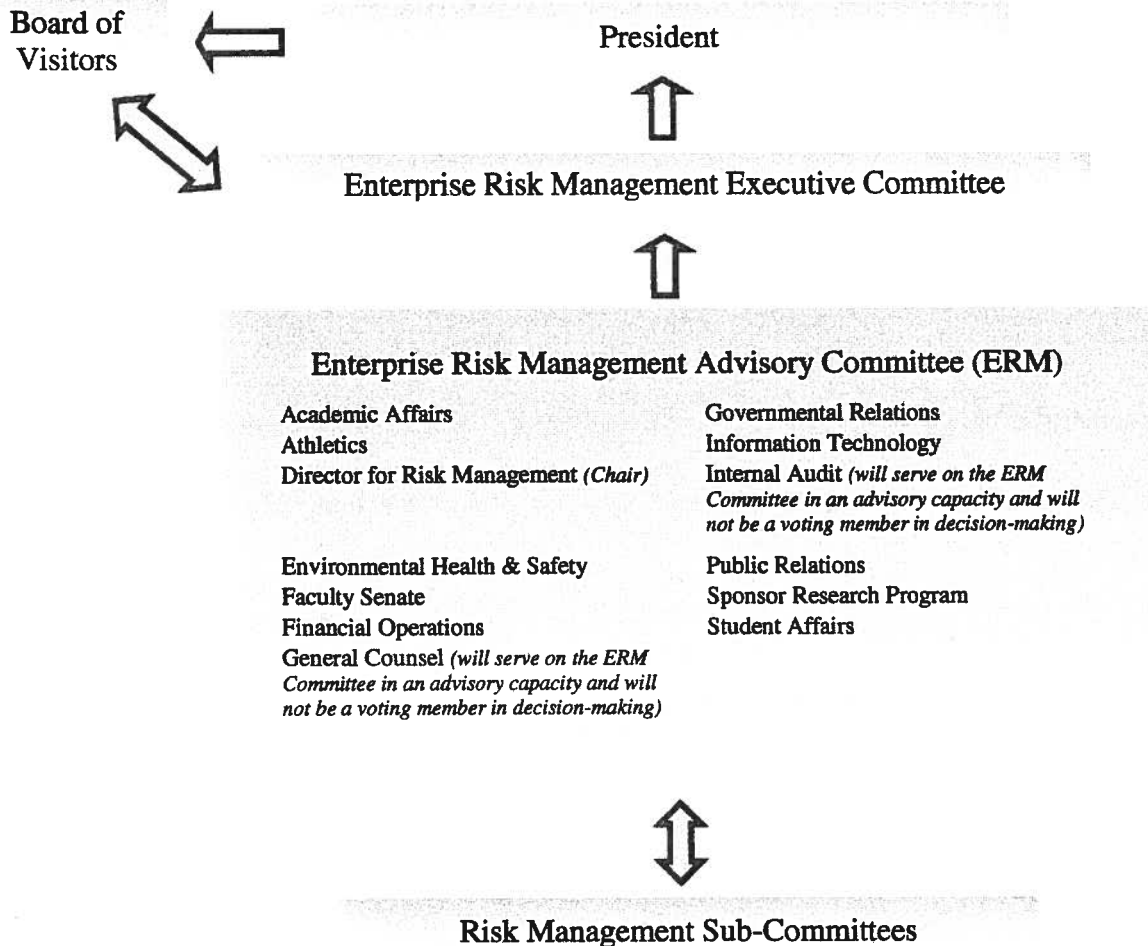 Board of
Visitors
President
Enterprise Risk Management Executive Committee
Enterprise Risk Management Advisory Committee (ERM)
Academic Affairs
Athletics
Director for Risk Management (Chair)
Environmental Health & Safety
Faculty Senate
Financial Operations
General Counsel (will serve on the ERM
Committee in an advisory capacity and will
not be a voting member in decision-making)
Governmental Relations
Information Technology
Internal Audit (will serve on the ERM
Committee in an advisory capacity and will
not be a voting member in decision-making)
Public Relations
Sponsor Research Program
Student Affairs
Risk Management Sub-Committees